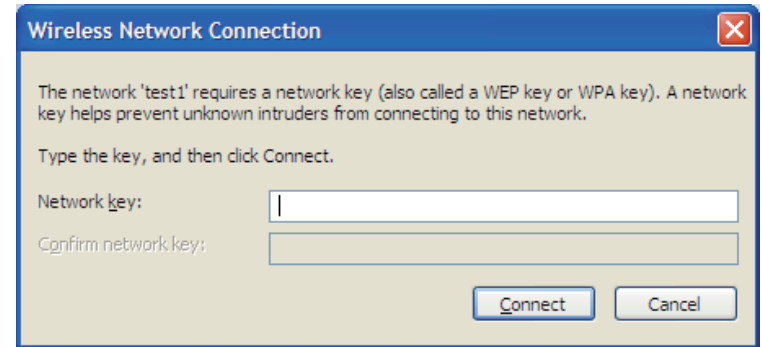 Wireless Network Connection
The network 'test1' requires a network key (also called a WEP key or WPA key). A network
key helps prevent unknown intruders from connecting to this network.
Type the key, and then click Connect.
Network key:
Confirm network key:
Connect Cancel